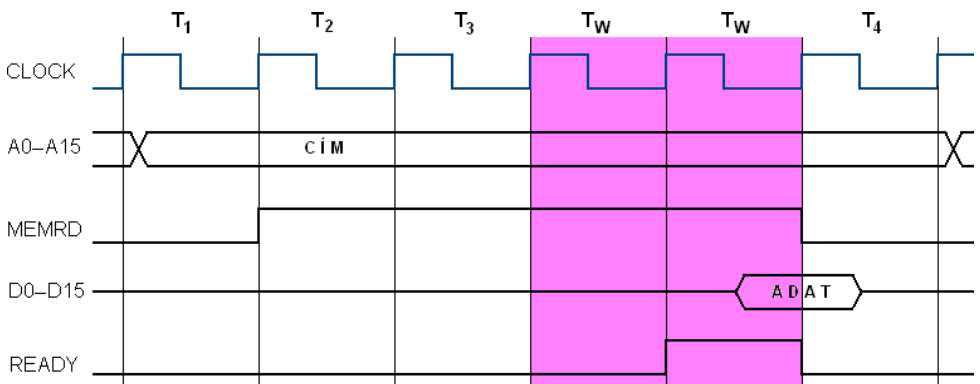 T1 T2 T3 TW TW T4
CLOCK
A0–A15 CÍM
MEMRD
D0–D15 ADAT
READY